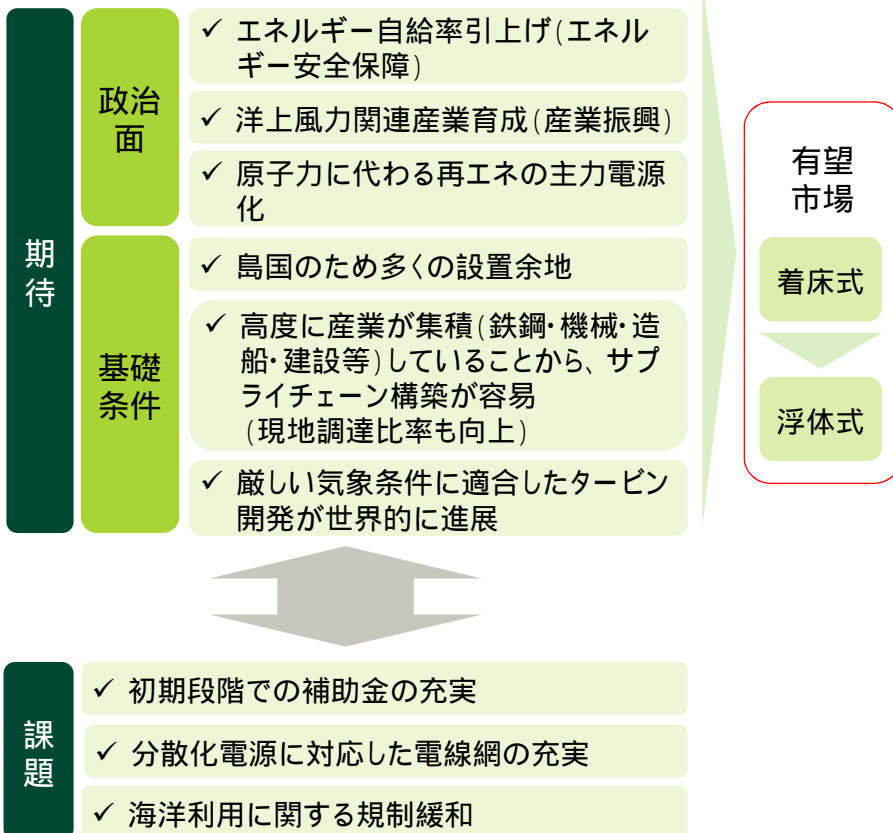 期待
政治面
✓ エネルギー自給率引上げ(エネル
ギー安全保障)
✓ 洋上風力関連産業育成(産業振興)
✓ 原子力に代わる再エネの主力電源
化
基礎
条件
✓ 島国のため多くの設置余地
✓ 高度に産業が集積(鉄鋼・機械・造
船・建設等)していることから、サプ
ライチェーン構築が容易
(現地調達比率も向上)
✓ 厳しい気象条件に適合したタービン
開発が世界的に進展
有望
市場
着床式
浮体式
課題
✓ 初期段階での補助金の充実
✓ 分散化電源に対応した電線網の充実
✓ 海洋利用に関する規制緩和